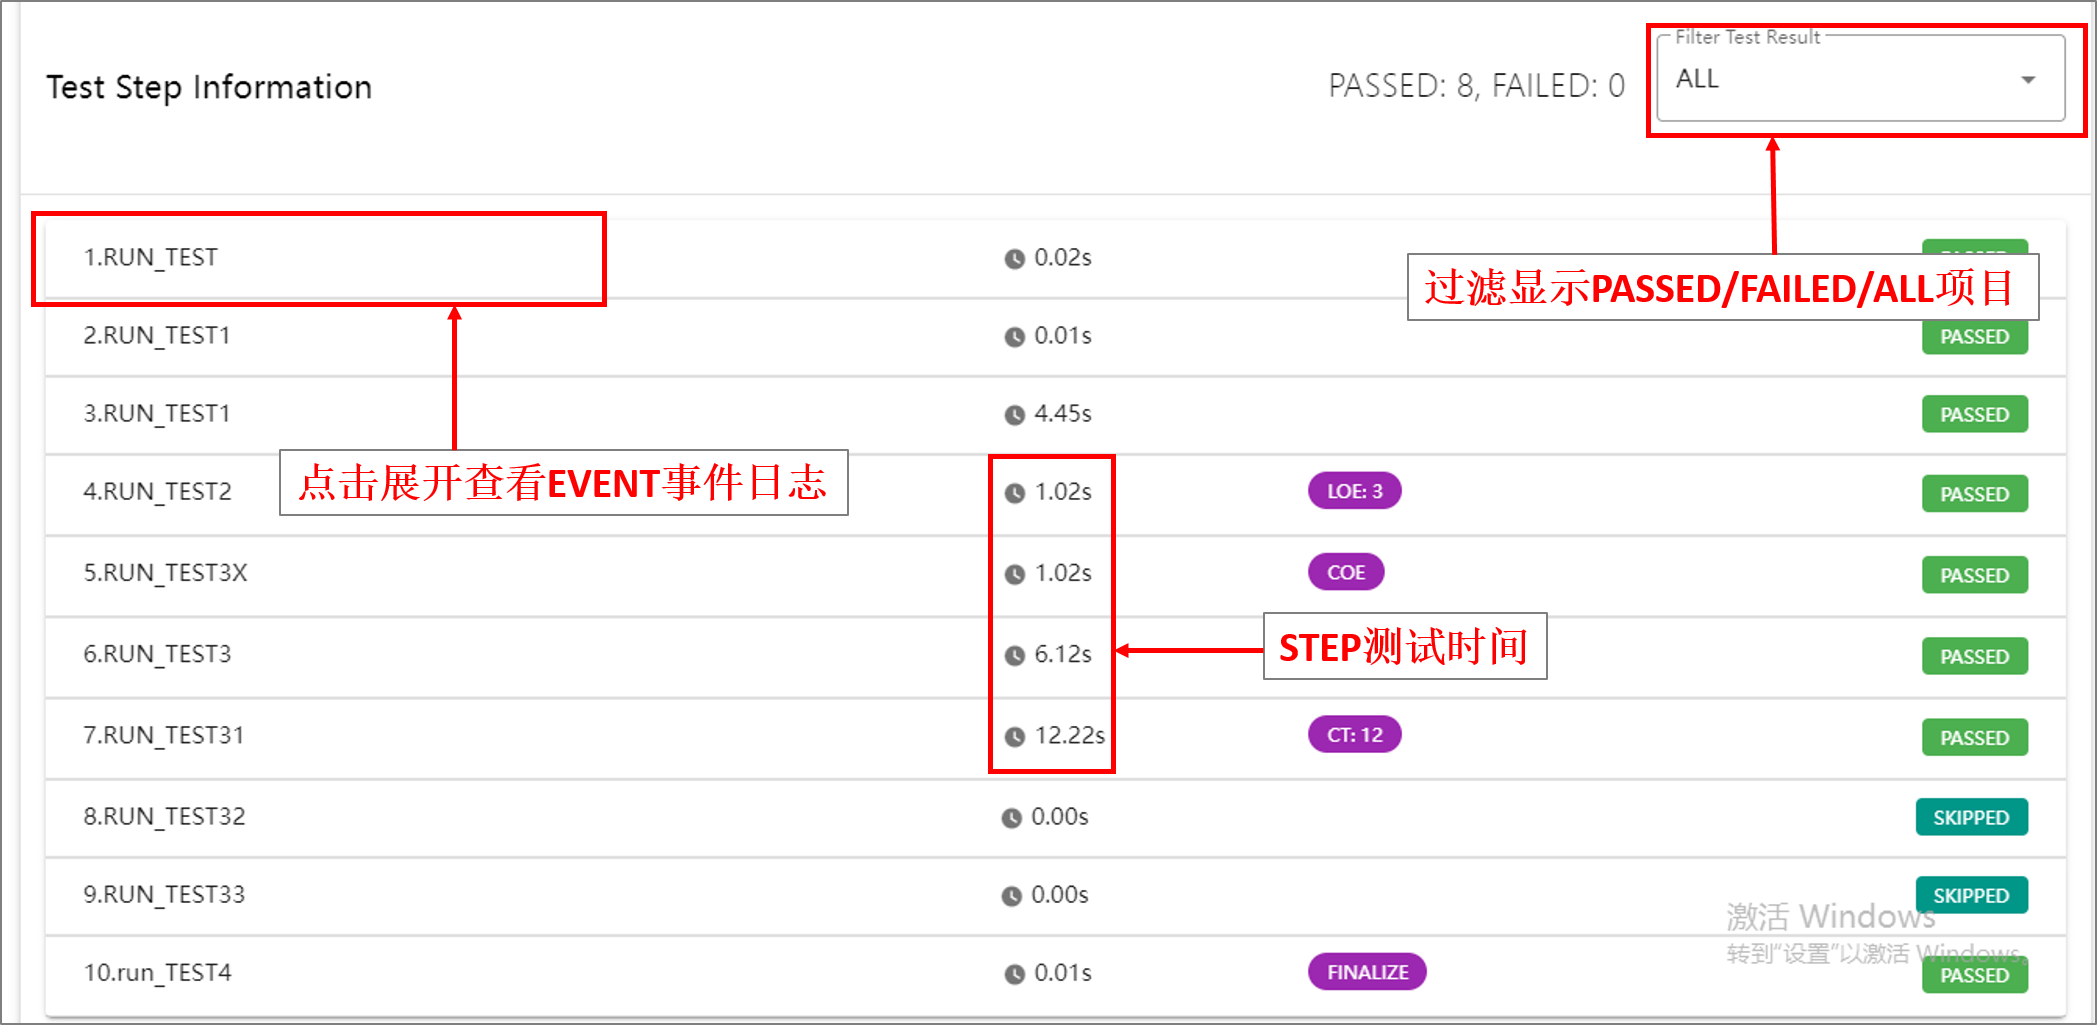 Filter Test Result
Test Step Information
PASSED: 8, FAILED: 0
ALL
1.RUN_TEST
0.02s
过滤显示PASSED/FAILED/ALL项目
2.RUN_TEST1
0.01s
PASSED
3.RUN_TEST1
4.45s
PASSED
点击展开查看EVENT事件日志
4.RUN_TEST2
1.02s
LOE: 3
PASSED
5.RUN_TEST3X
1.02s
COE
PASSED
STEP测试时间
6.RUN_TEST3
6.12s
PASSED
7.RUN_TEST31
12.22s
CT: 12
PASSED
8.RUN_TEST32
0.00s
SKIPPED
9.RUN_TEST33
0.00s
SKIPPED
激活 Windows
转到"设置"以激活 Windows。
10.run_TEST4
0.01s
FINALIZE
PASSED